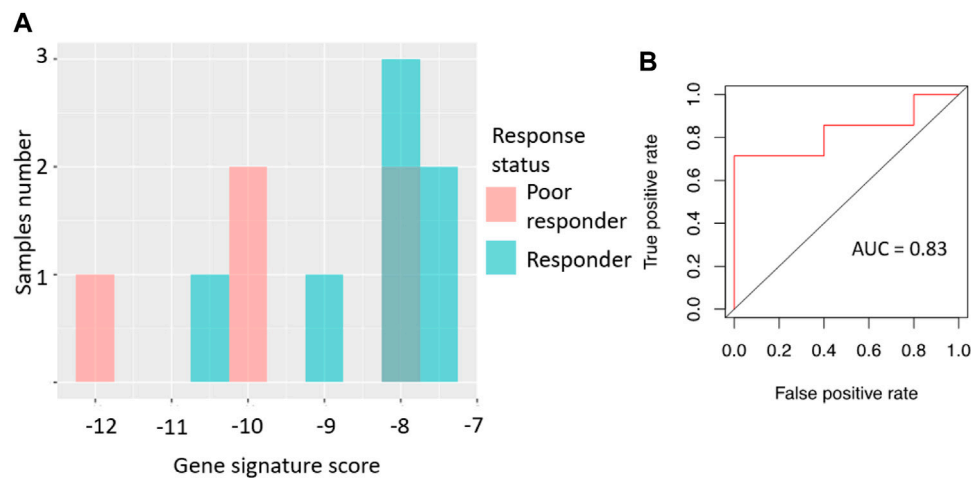 A
3
2
1
Samples number
-12 -11 -10 -9 -8 -7
Gene signature score
Response
status
Poor
responder
Responder
B
1.0
0.8
0.6
0.4
0.2
0.0
True positive rate
AUC = 0.83
0.0 0.2 0.4 0.6 0.8 1.0
False positive rate